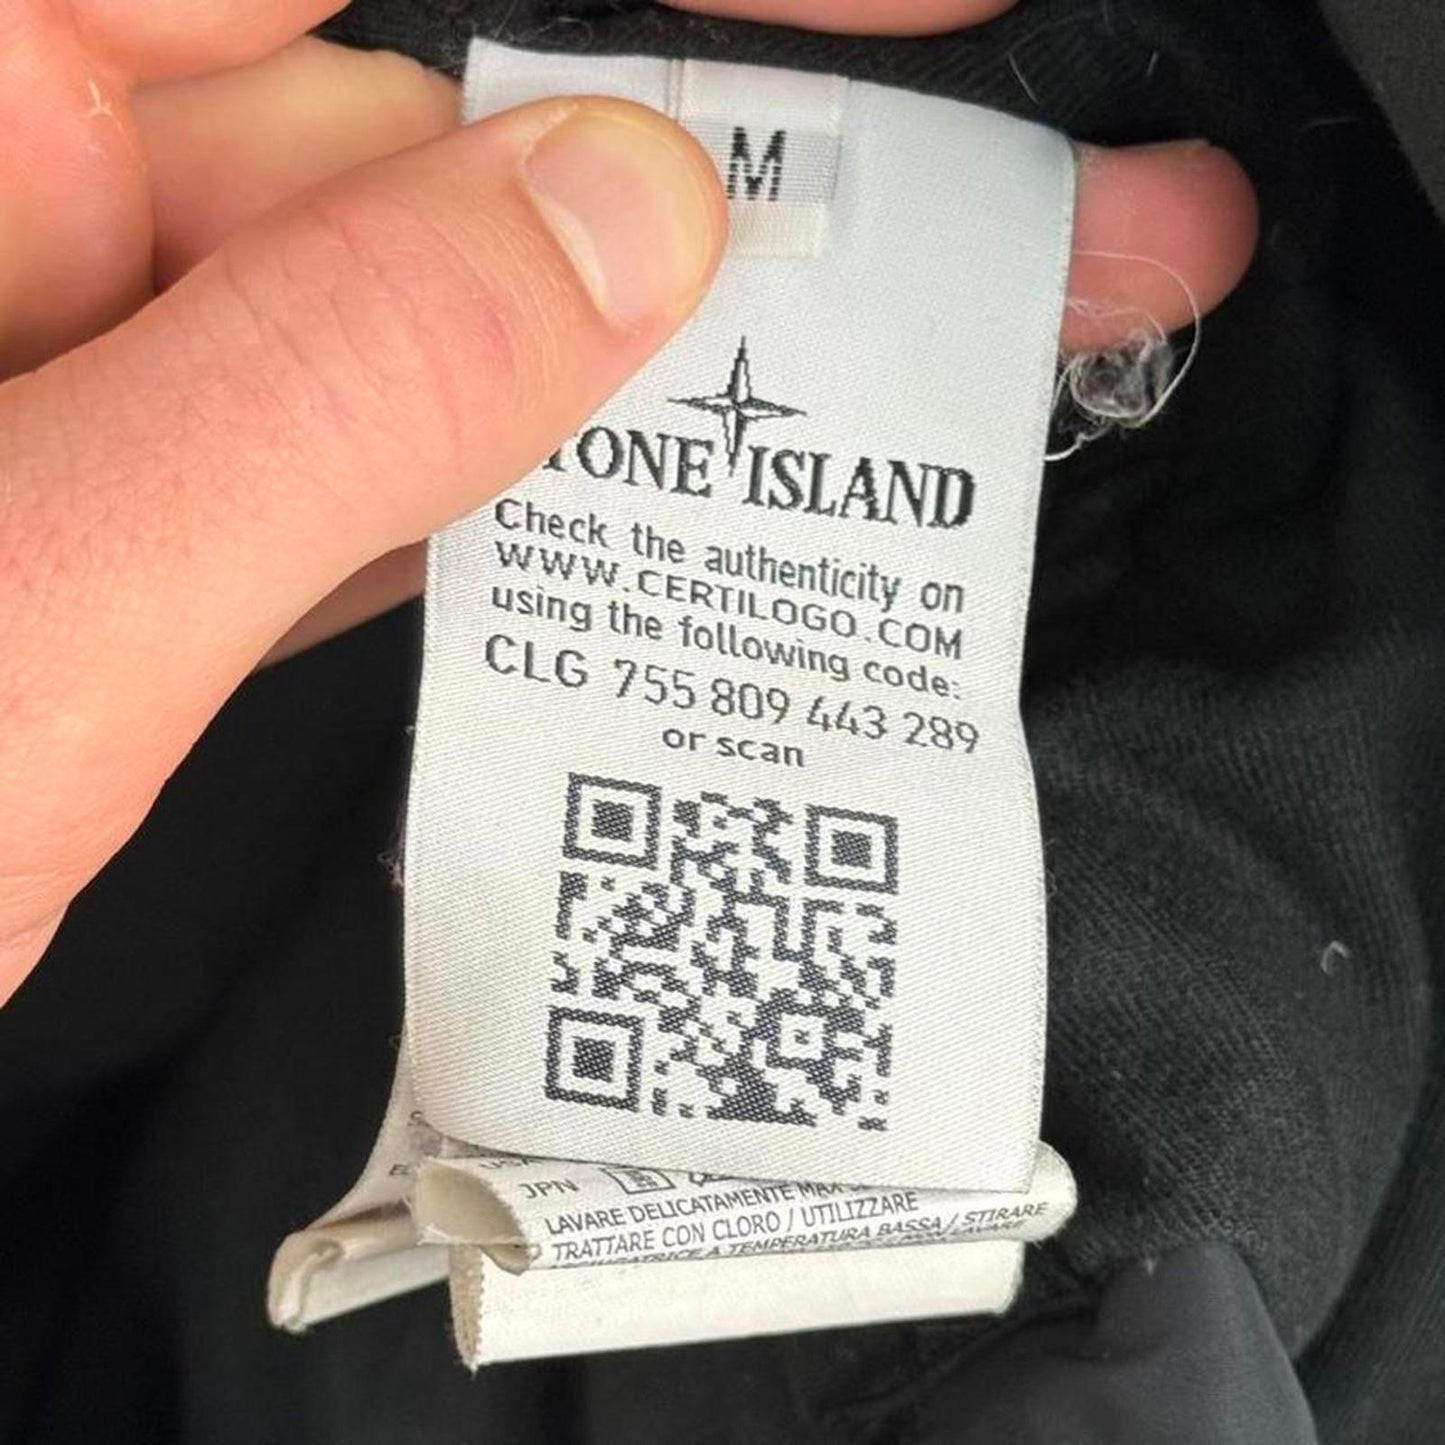 M
TONE ISLAND
Check the authenticity on
WWW.CERTILOGO.COM
using the following code:
CLG 755 809 443 289
or scan
JPN
LAVARE DELICATAMENTE MAX
TRATTARE CON CLORO / UTILIZZARE
A TEMPERATURA BASSA / STIRARE